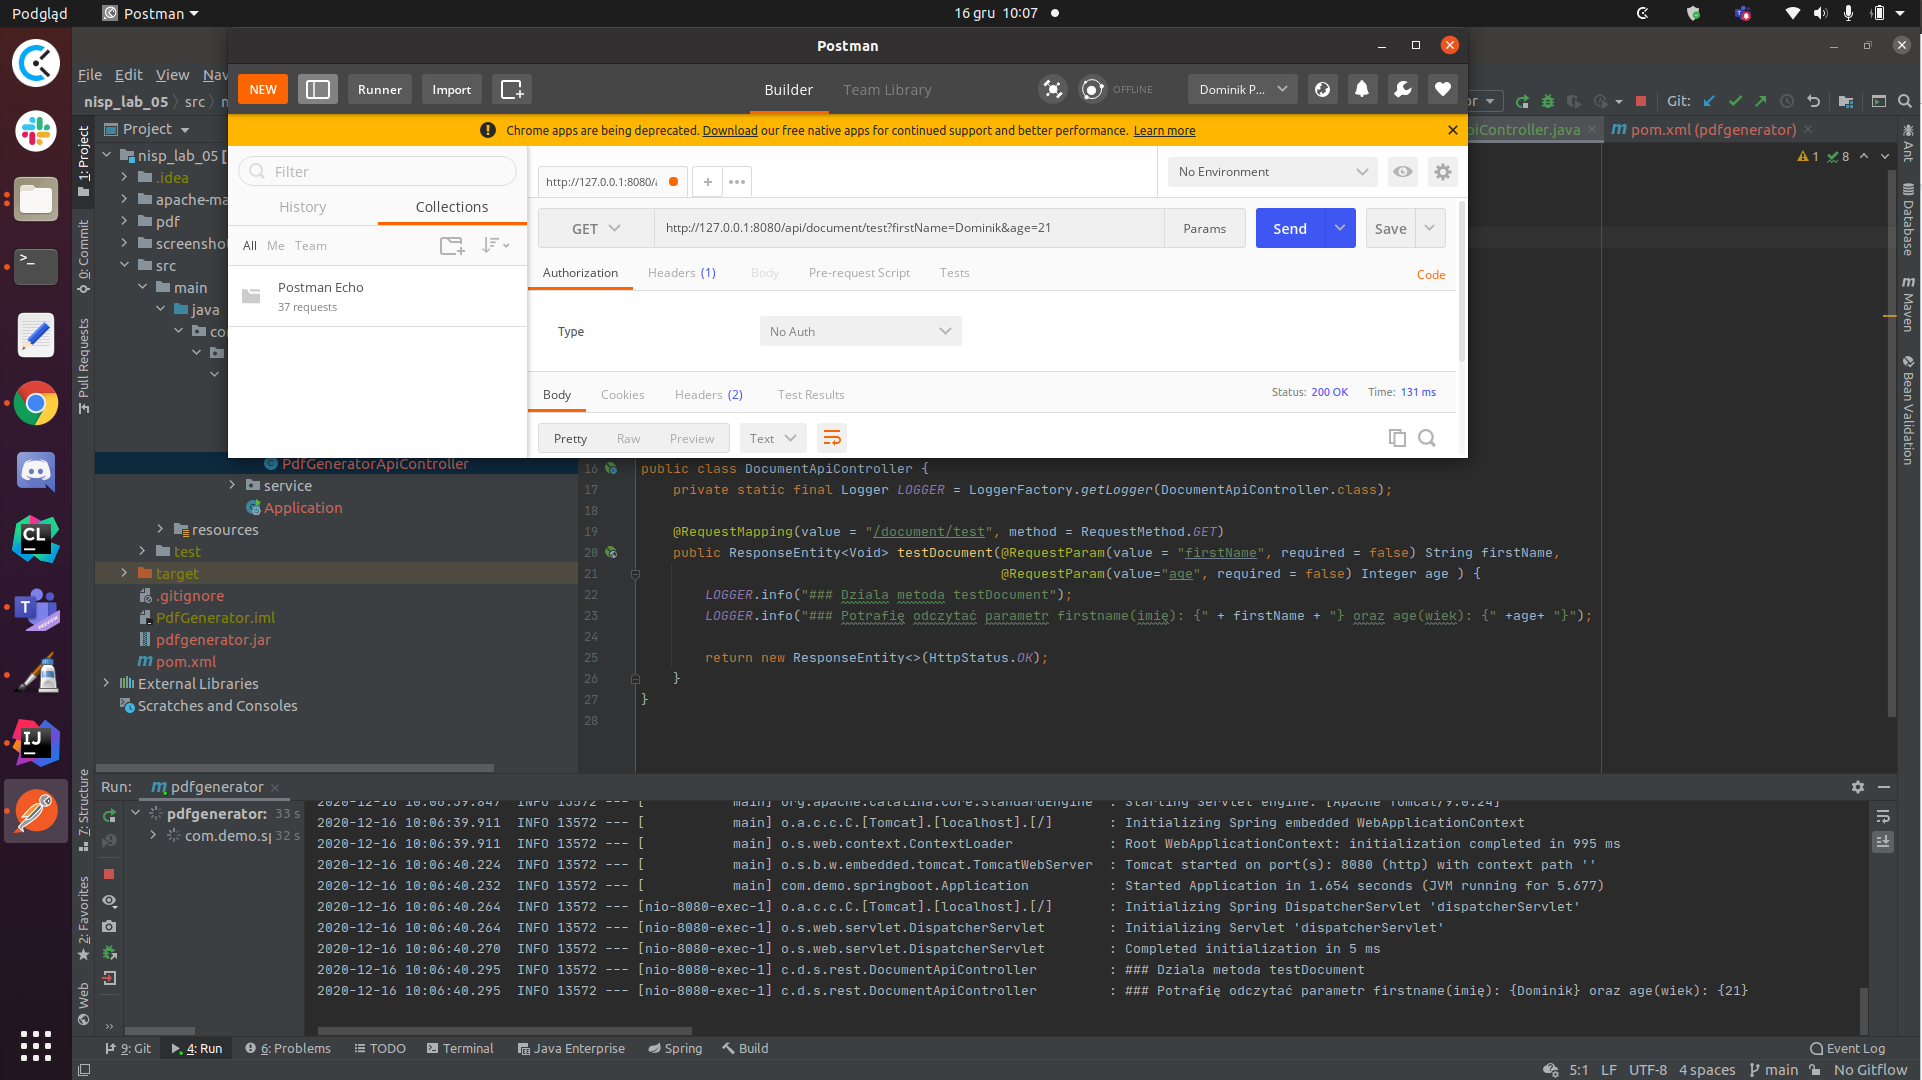 Podgląd
Postman
16 gru 10:07
Postman
File Edit View
NEW
Runner
Import
Builder
Team Library
OFFLINE
Dominik P...
Git:
nisp_lab_05 src
Chrome apps are being deprecated. Download our free native apps for continued support and better performance. Learn more
Project
piController.java
pom.xml (pdfgenerator)
1: Project
0: Commit
Pull Requests
7: Structure
2: Favorites
Web
Ant
Database
Maven
Bean Validation
1 8
nisp_lab_05 [
.idea
apache-ma
pdf
screensho
src
main
java
co
PdfGeneratorApiController
service
Application
resources
test
target
.gitignore
PdfGenerator.iml
pdfgenerator.jar
pom.xml
External Libraries
Scratches and Consoles
Filter
History
Collections
All Me Team
Postman Echo
37 requests
http://127.0.0.1:8080/a
No Environment
GET
http://127.0.0.1:8080/api/document/test?firstName=Dominik&age=21
Params
Send
Save
Authorization
Headers (1)
Body
Pre-request Script
Tests
Code
Type
No Auth
Body
Cookies
Headers (2)
Test Results
Status: 200 OK
Time: 131 ms
Pretty
Raw
Preview
Text
16 public class DocumentApiController {
17 private static final Logger LOGGER = LoggerFactory.getLogger(DocumentApiController.class);
18
19 @RequestMapping(value = "/document/test", method = RequestMethod.GET)
20 public ResponseEntity<Void> testDocument(@RequestParam(value = "firstName", required = false) String firstName,
21 @RequestParam(value="age", required = false) Integer age ) {
22 LOGGER.info("### Dziala metoda testDocument");
23 LOGGER.info("### Potrafię odczytać parametr firstname(imię): {" + firstName + "} oraz age(wiek): {" +age+ "}");
24
25 return new ResponseEntity<>(HttpStatus.OK);
26 }
27 }
28
Run: pdfgenerator
pdfgenerator: 33 s
com.demo.sp 32 s
2020-12-16 10:06:39.847 INFO 13572 --- [ main] org.apache.catalina.core.StandardEngine : Starting Servlet engine: [Apache Tomcat/9.0.24]
2020-12-16 10:06:39.911 INFO 13572 --- [ main] o.a.c.c.C.[Tomcat].[localhost].[/] : Initializing Spring embedded WebApplicationContext
2020-12-16 10:06:39.911 INFO 13572 --- [ main] o.s.web.context.ContextLoader : Root WebApplicationContext: initialization completed in 995 ms
2020-12-16 10:06:40.224 INFO 13572 --- [ main] o.s.b.w.embedded.tomcat.TomcatWebServer : Tomcat started on port(s): 8080 (http) with context path ''
2020-12-16 10:06:40.232 INFO 13572 --- [ main] com.demo.springboot.Application : Started Application in 1.654 seconds (JVM running for 5.677)
2020-12-16 10:06:40.264 INFO 13572 --- [nio-8080-exec-1] o.a.c.c.C.[Tomcat].[localhost].[/] : Initializing Spring DispatcherServlet 'dispatcherServlet'
2020-12-16 10:06:40.264 INFO 13572 --- [nio-8080-exec-1] o.s.web.servlet.DispatcherServlet : Initializing Servlet 'dispatcherServlet'
2020-12-16 10:06:40.270 INFO 13572 --- [nio-8080-exec-1] o.s.web.servlet.DispatcherServlet : Completed initialization in 5 ms
2020-12-16 10:06:40.295 INFO 13572 --- [nio-8080-exec-1] c.d.s.rest.DocumentApiController : ### Dziala metoda testDocument
2020-12-16 10:06:40.295 INFO 13572 --- [nio-8080-exec-1] c.d.s.rest.DocumentApiController : ### Potrafię odczytać parametr firstname(imię): {Dominik} oraz age(wiek): {21}
9: Git
4: Run
6: Problems
TODO
Terminal
Java Enterprise
Spring
Build
Event Log
5:1 LF UTF-8 4 spaces main No Gitflow